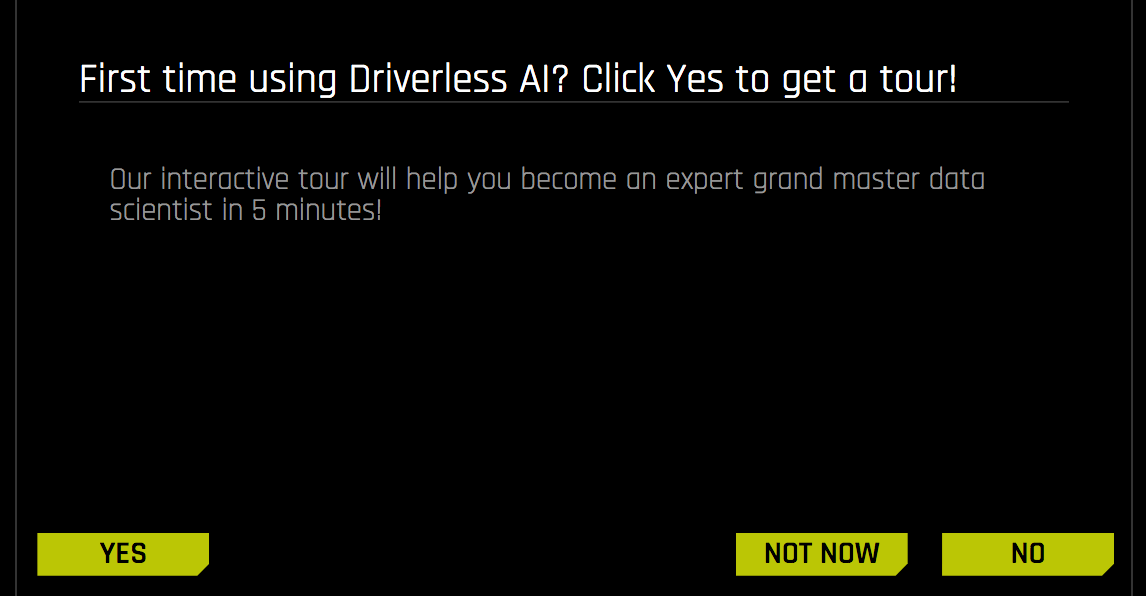 First time using Driverless AI? Click Yes to get a tour!
Our interactive tour will help you become an expert grand master data
scientist in 5 minutes!
YES
NOT NOW
NO